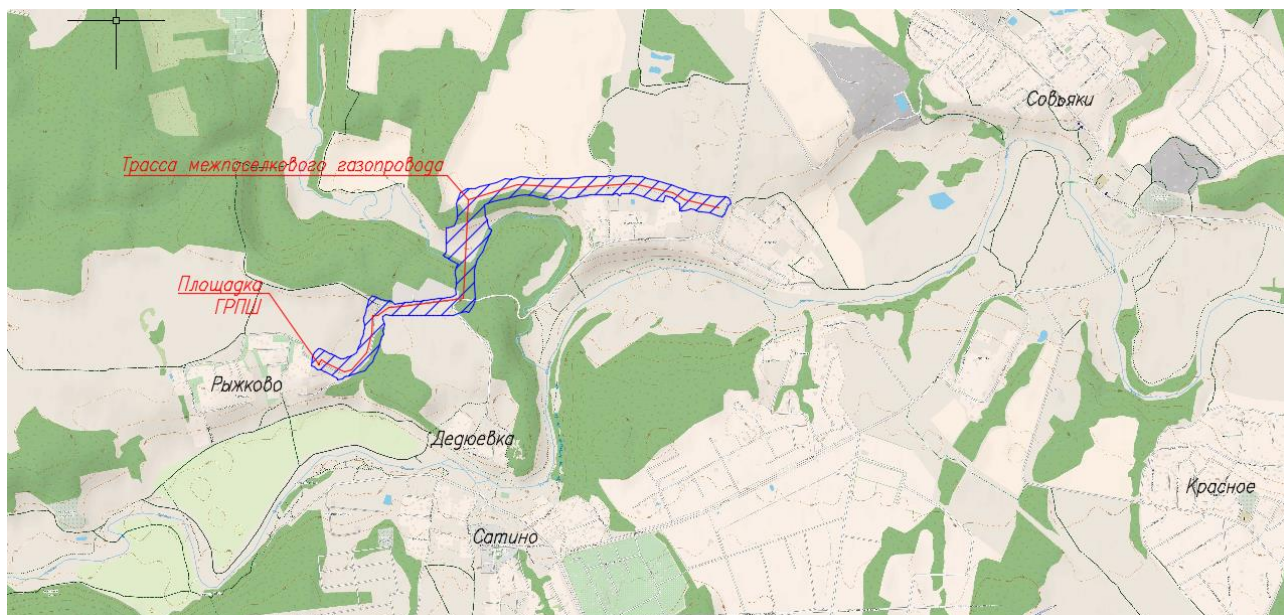 Совьяки
Трасса межпоселкового газопровода
Площадка
ГРПШ
Рыжково
Дедюевка
Красное
Сатино